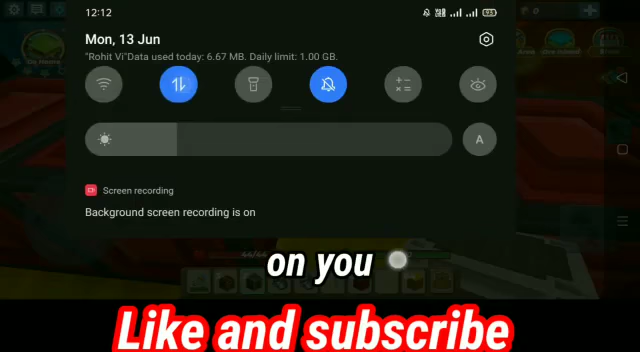 12:12
93
Mon, 13 Jun
"Rohit Vi"Data used today: 6.67 MB. Daily limit: 1.00 GB.
A
Screen recording
Background screen recording is on
on you
Like and subscribe